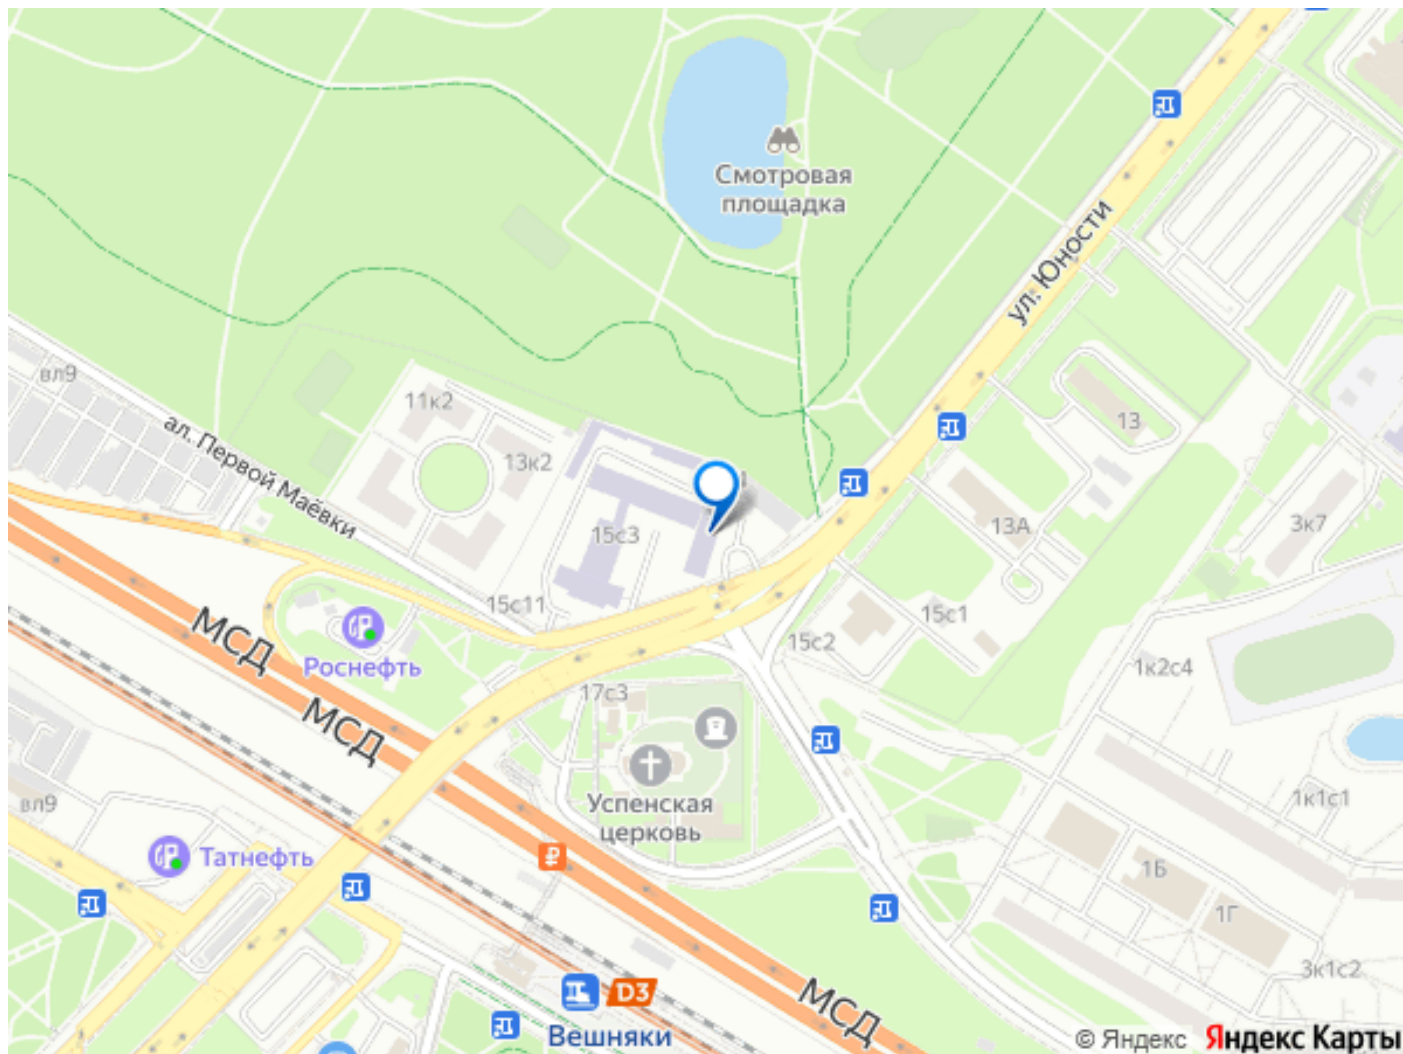 Смотровая
площадка
ул. Юности
вл9
11к2
ал. Первой Маёвки
13к2
13
13А
3к7
15с3
15с11
15с1
15с2
МСД
Роснефть
1к2с4
17с3
МСД
Успенская
церковь
вл9
1к1с1
Татнефть
1Б
1Г
3к1с2
D3
МСД
Вешняки
© Яндекс Яндекс Карты